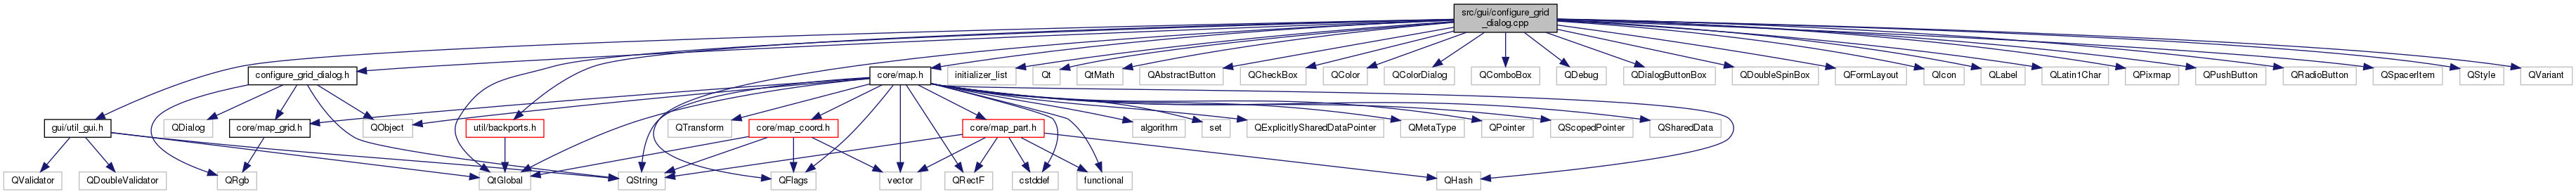 src/gui/configure_grid
_dialog.cpp
configure_grid_dialog.h
core/map.h
initializer_list
Qt
QtMath
QAbstractButton
QCheckBox
QColor
QColorDialog
QComboBox
QDebug
QDialogButtonBox
QDoubleSpinBox
QFormLayout
QIcon
QLabel
QLatin1Char
QPixmap
QPushButton
QRadioButton
QSpacerItem
QStyle
QVariant
gui/util_gui.h
QDialog
core/map_grid.h
QObject
util/backports.h
QTransform
core/map_coord.h
core/map_part.h
algorithm
set
QExplicitlySharedDataPointer
QMetaType
QPointer
QScopedPointer
QSharedData
QValidator
QDoubleValidator
QRgb
QtGlobal
QString
QFlags
vector
QRectF
cstddef
functional
QHash